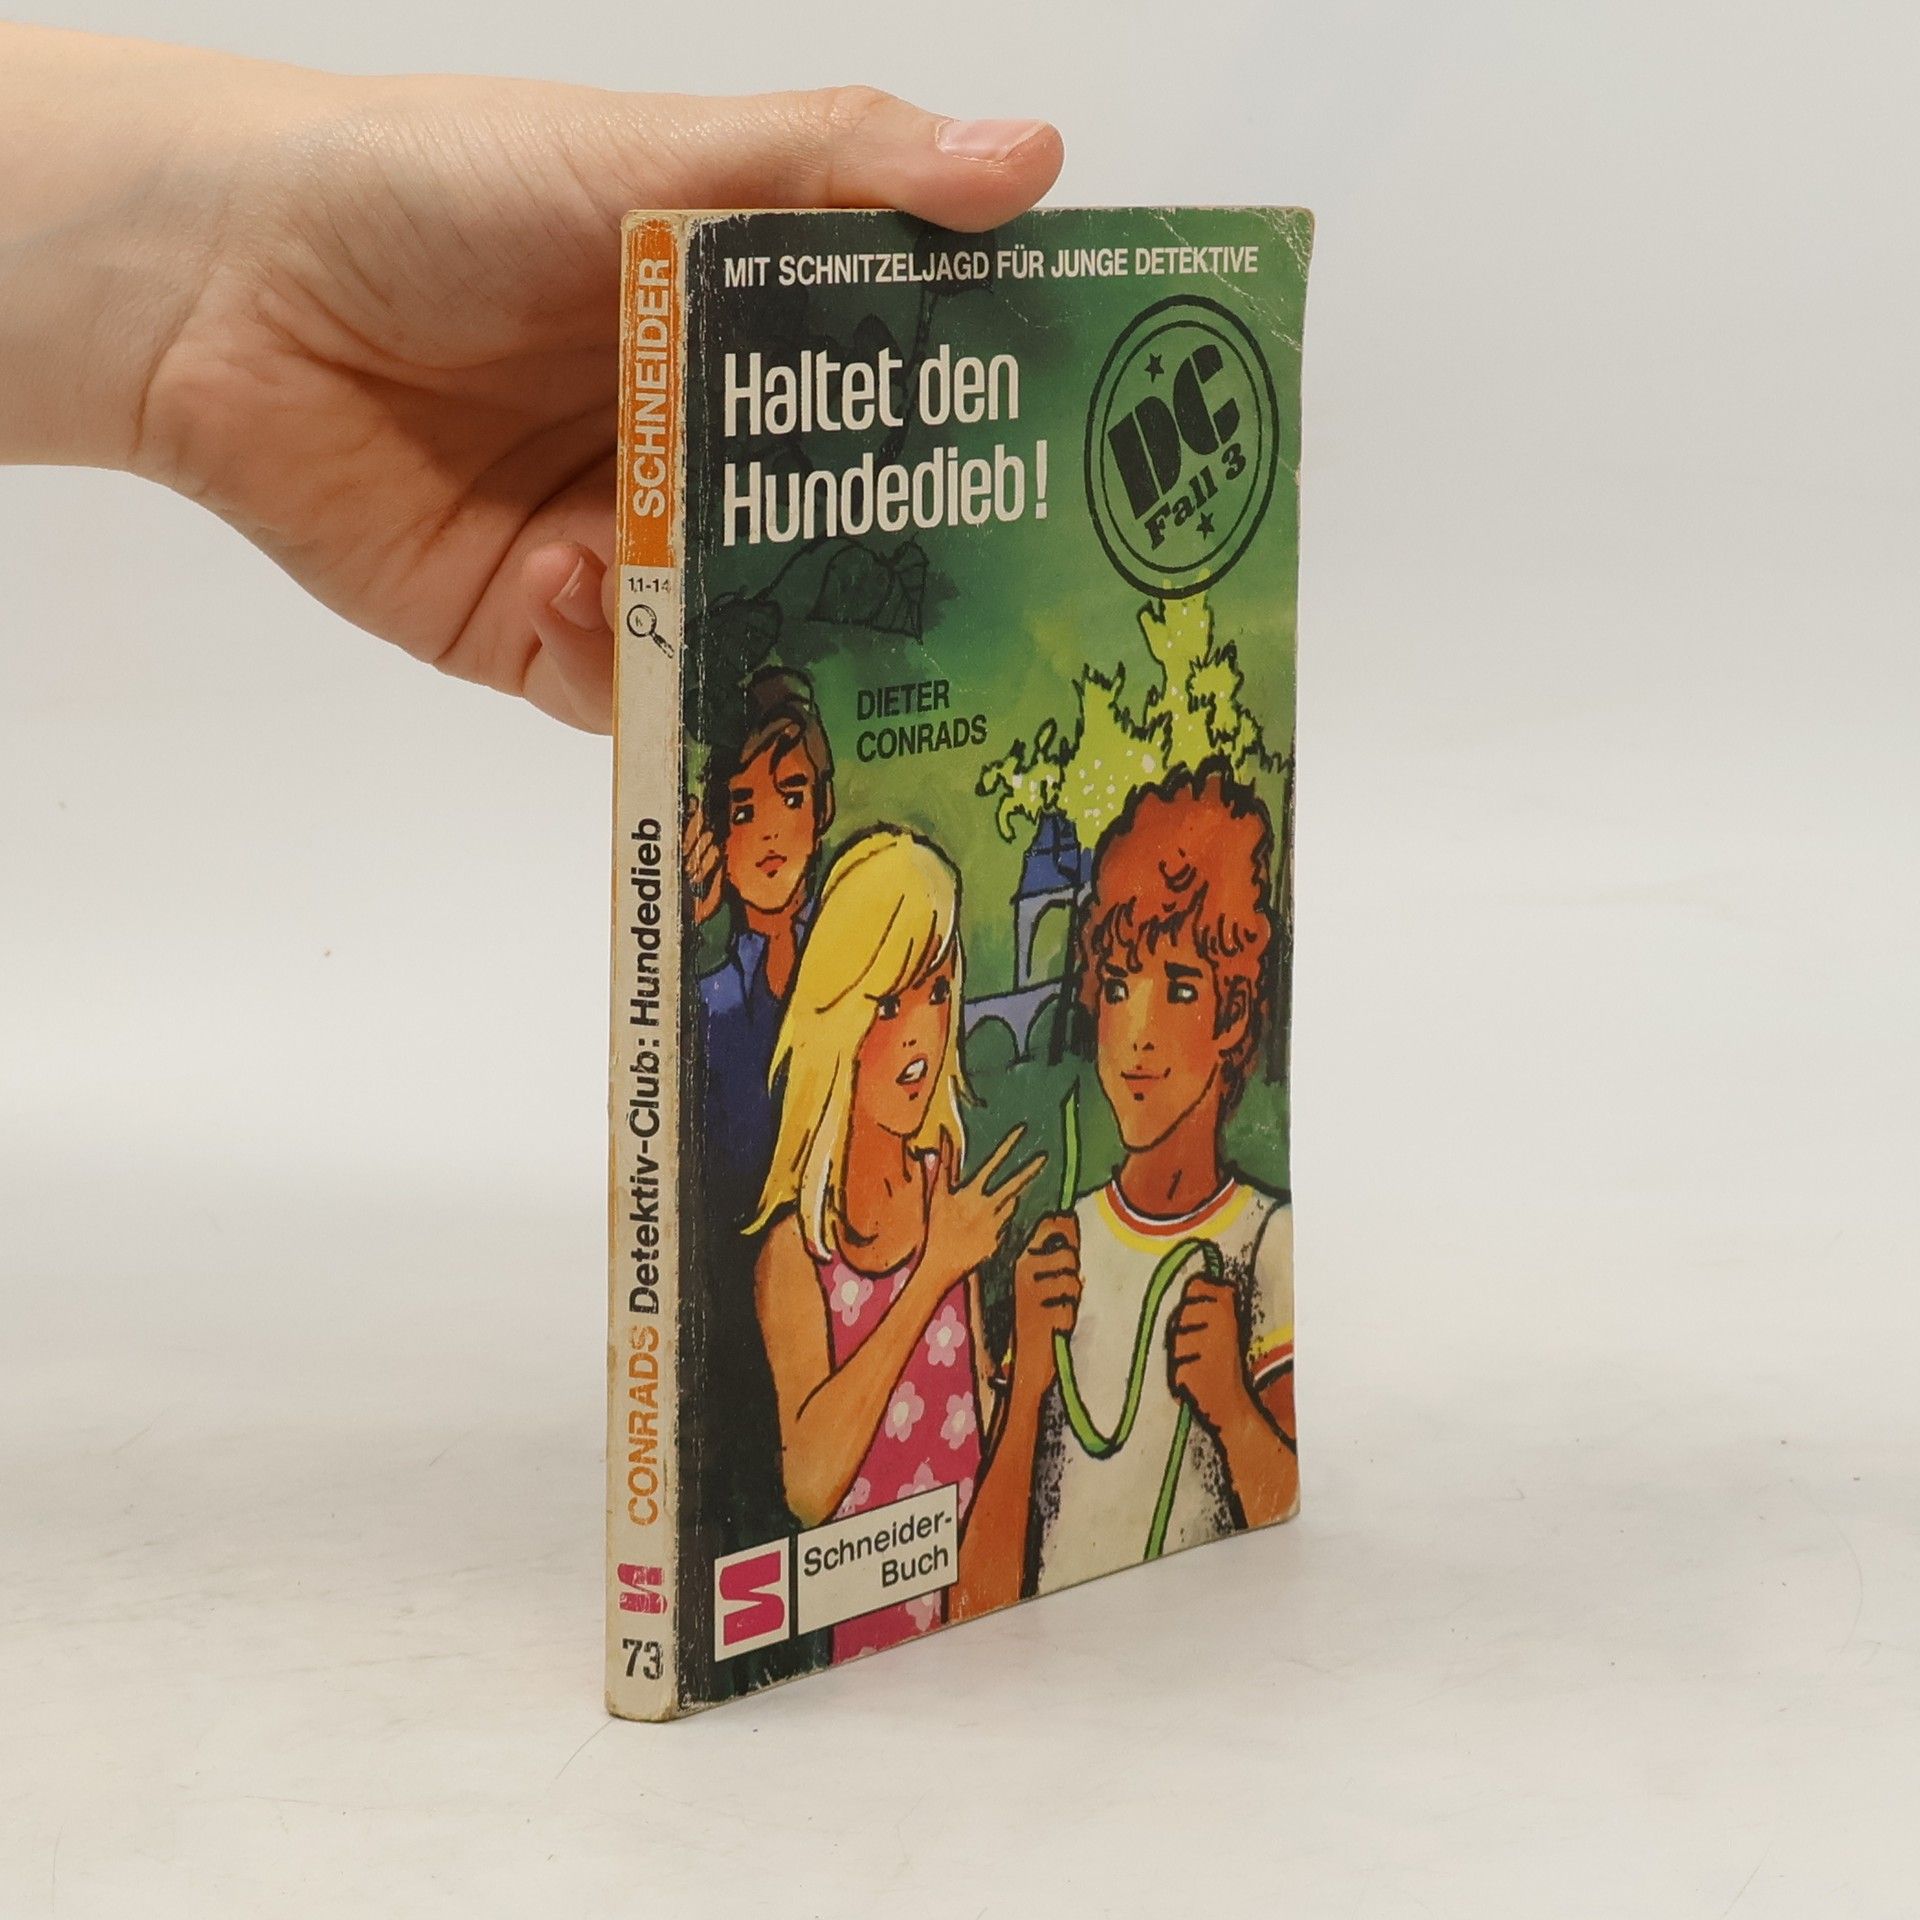 SCHNEIDER
11-14
K
CONRADS Detektiv-Club: Hundedieb
73
MIT SCHNITZELJAGD FÜR JUNGE DETEKTIVE
Haltet den
Hundedieb!
DC
Fall 3
DIETER
CONRADS
Schneider-
Buch